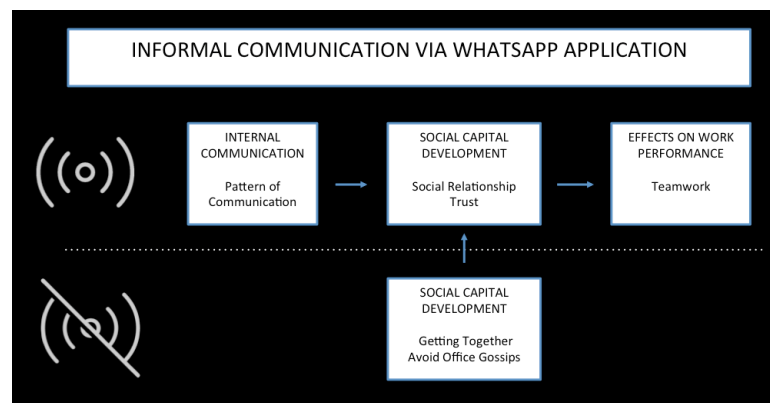 INFORMAL COMMUNICATION VIA WHATSAPP APPLICATION
INTERNAL
COMMUNICATION
Pattern of
Communication
SOCIAL CAPITAL
DEVELOPMENT
Social Relationship
Trust
EFFECTS ON WORK
PERFORMANCE
Teamwork
SOCIAL CAPITAL
DEVELOPMENT
Getting Together
Avoid Office Gossips